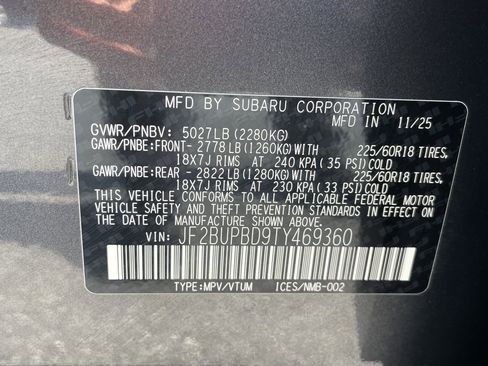 MFD BY SUBARU CORPORATION
MFD IN 11/25
GVWR/PNBV: 5027LB (2280KG)
GAWR/PNBE:FRONT- 2778 LB (1260KG) WITH 225/60R18 TIRES,
18X7J RIMS AT 240 KPA ( 35 PSI) COLD
GAWR/PNBE:REAR - 2822 LB (1280KG) WITH 225/60R18 TIRES,
18X7J RIMS AT 230 KPA ( 33 PSI) COLD
THIS VEHICLE CONFORMS TO ALL APPLICABLE FEDERAL MOTOR
VEHICLE SAFETY STANDARDS IN EFFECT ON THE DATE OF
MANUFACTURE SHOWN ABOVE.
VIN: JF2BUPBD9TY469360
TYPE:MPV/VTUM ICES/NMB-002